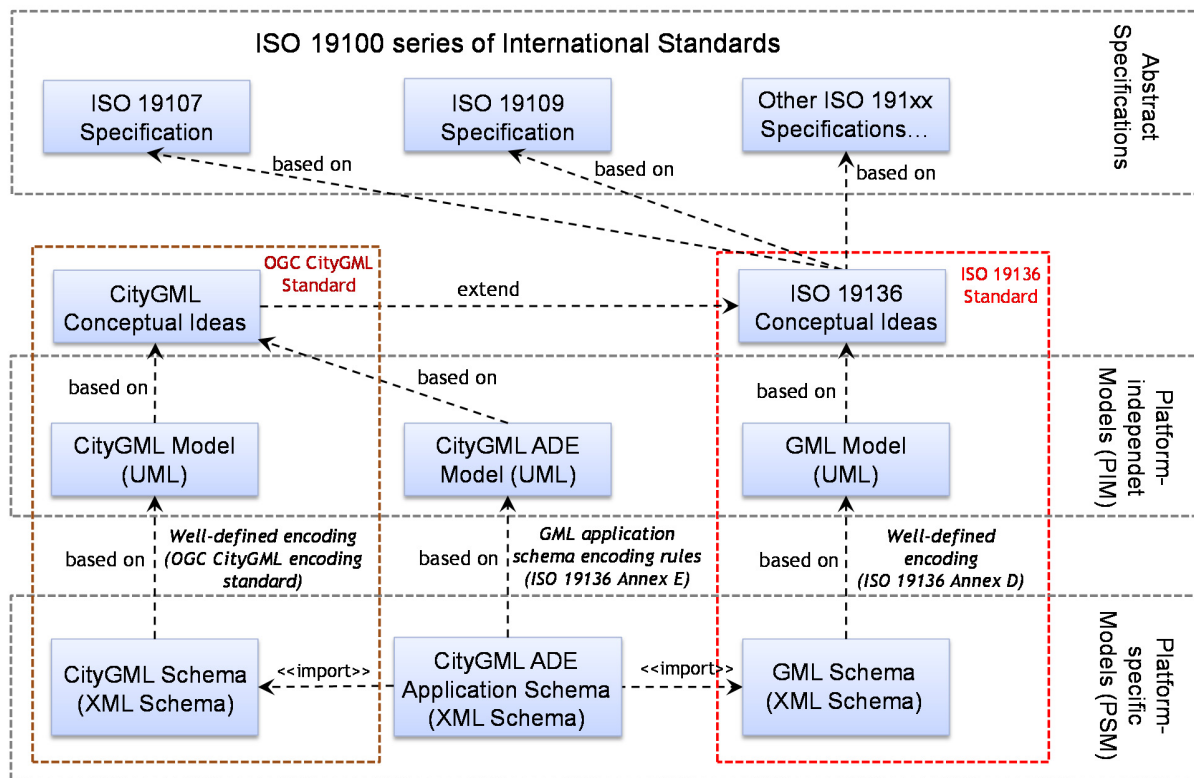 ISO 19100 series of International Standards
Abstract
Specifications
ISO 19107
Specification
ISO 19109
Specification
Other ISO 191xx
Specifications...
based on
based on
based on
OGC CityGML
Standard
ISO 19136
Standard
CityGML
Conceptual Ideas
extend
ISO 19136
Conceptual Ideas
based on
based on
based on
Platform-
independet
Models (PIM)
CityGML Model
(UML)
CityGML ADE
Model (UML)
GML Model
(UML)
based on
Well-defined encoding
(OGC CityGML encoding
standard)
based on
GML application
schema encoding rules
(ISO 19136 Annex E)
based on
Well-defined
encoding
(ISO 19136 Annex D)
Platform-
specific
Models (PSM)
CityGML Schema
(XML Schema)
<<import>>
CityGML ADE
Application Schema
(XML Schema)
<<import>>
GML Schema
(XML Schema)